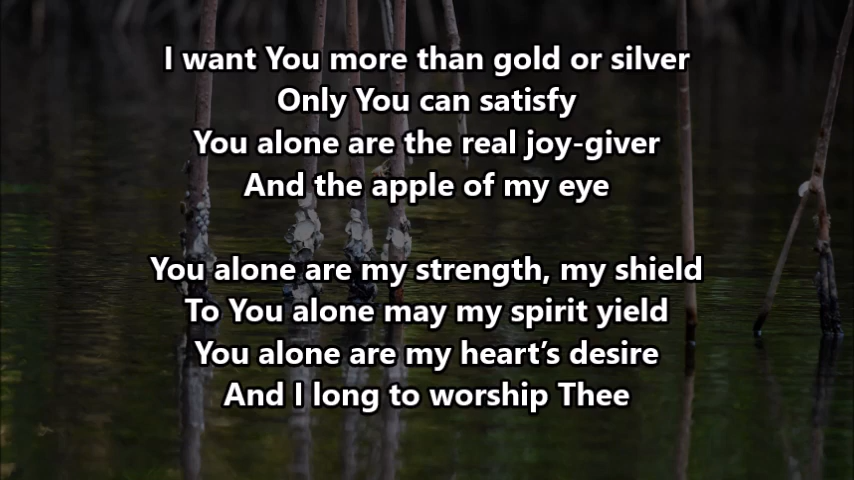 I want You more than gold or silver
Only You can satisfy
You alone are the real joy-giver
And the apple of my eye
You alone are my strength, my shield
To You alone may my spirit yield
You alone are my heart’s desire
And I long to worship Thee